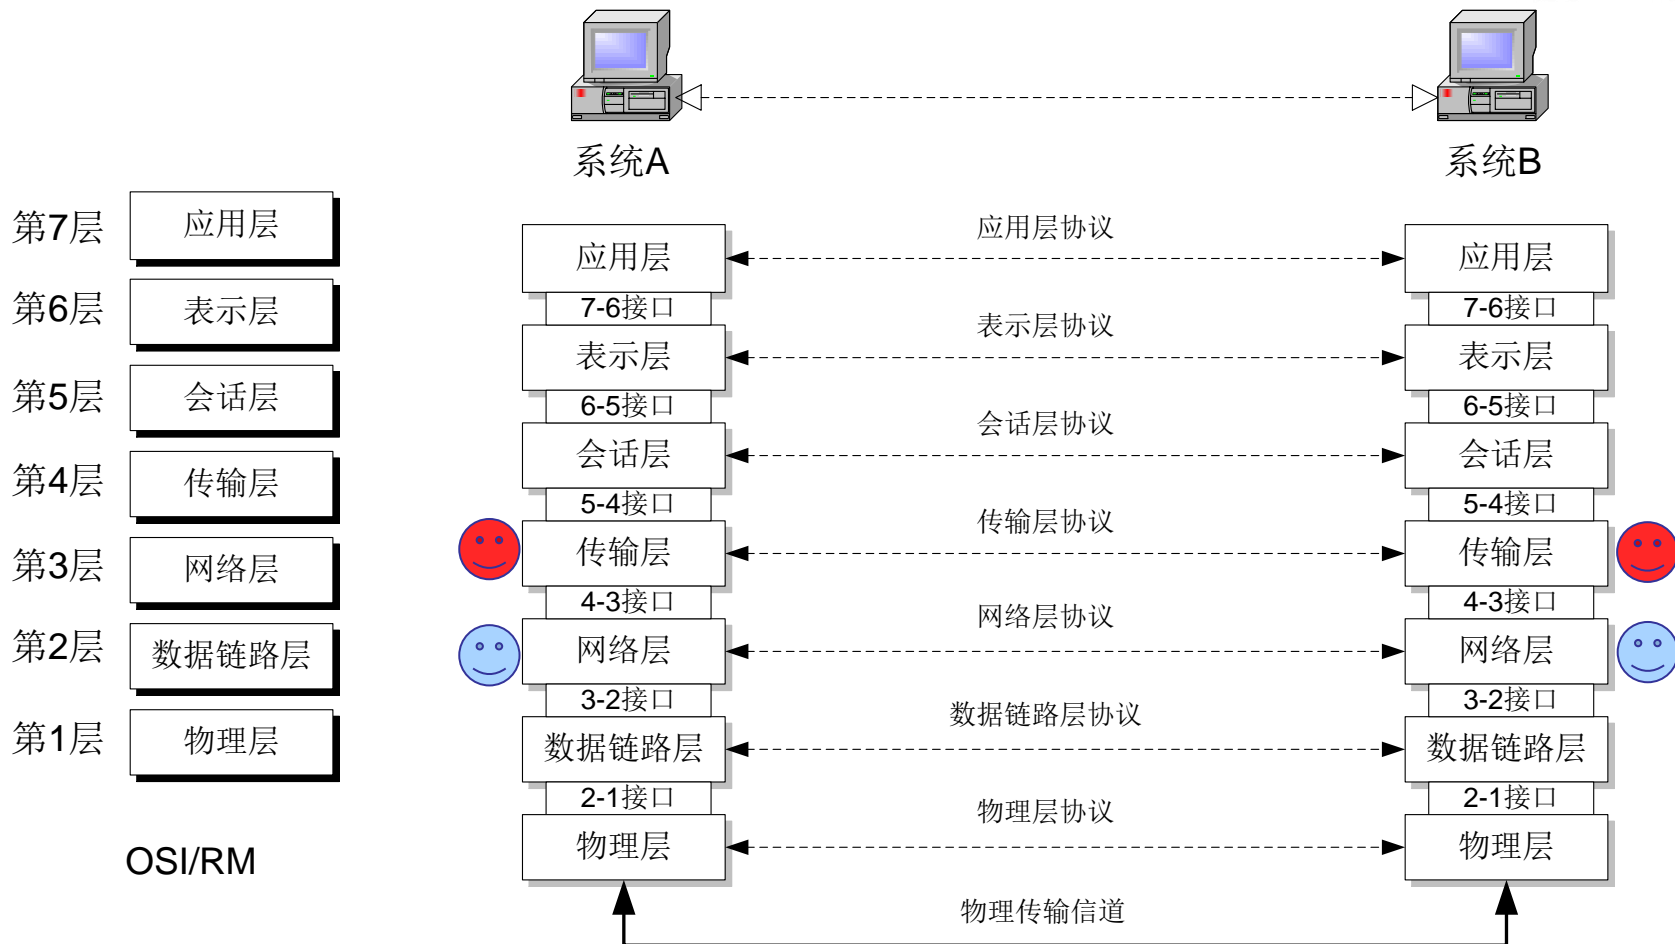 系统A
系统B
第7层
应用层
第6层
表示层
第5层
会话层
第4层
传输层
第3层
网络层
第2层
数据链路层
第1层
物理层
OSI/RM
应用层
应用层协议
应用层
7-6接口
7-6接口
表示层
表示层协议
表示层
6-5接口
6-5接口
会话层
会话层协议
会话层
5-4接口
5-4接口
传输层
传输层协议
传输层
4-3接口
4-3接口
网络层
网络层协议
网络层
3-2接口
3-2接口
数据链路层
数据链路层协议
数据链路层
2-1接口
2-1接口
物理层
物理层协议
物理层
物理传输信道